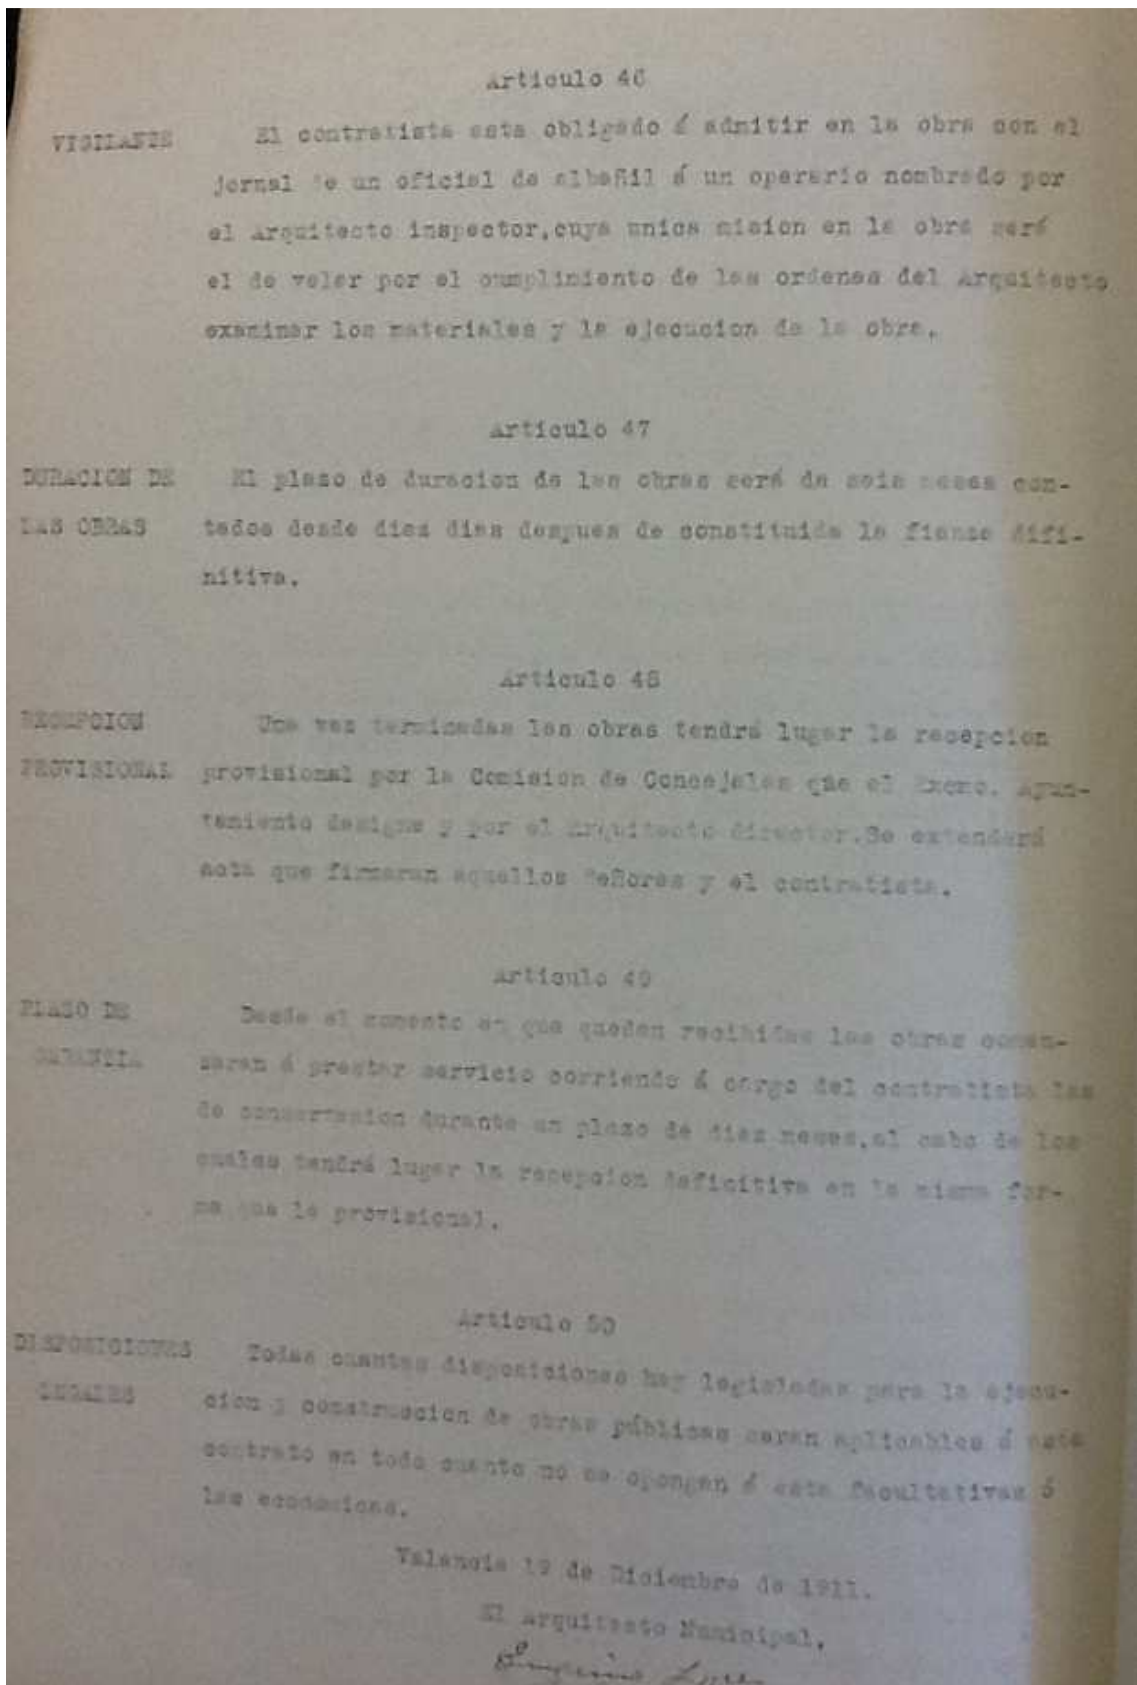 Articulo 46
VIGILANTE El contratista esta obligado á admitir en la obra con el
jornal de un oficial de albañil á un operario nombrado por
el Arquitecto inspector, cuya unica mision en la obra será
el de velar por el cumplimiento de las ordenes del Arquitecto
examinar los materiales y la ejecucion de la obra.
Articulo 47
DURACION DE El plazo de duracion de las obras será de seis meses con-
LAS OBRAS tados desde diez dias despues de constituida la fianza difi-
nitiva.
Articulo 48
RECEPCION Una vez terminadas las obras tendrá lugar la recepcion
PROVISIONAL provisional por la Comision de Concejales que el Excmo. Ayun-
tamiento designe y por el Arquitecto director. Se extenderá
acta que firmaran aquellos Señores y el contratista.
Articulo 49
PLAZO DE Desde el momento en que queden recibidas las obras comen-
GARANTIA zaran á prestar servicio corriendo á cargo del contratista las
de conservacion durante un plazo de diez meses, al cabo de los
cuales tendrá lugar la recepcion definitiva en la misma for-
ma que la provisional.
Articulo 50
DISPOSICIONES Todas cuantas disposiciones hay legisladas para la ejecu-
LEGALES cion y construccion de obras públicas seran aplicables á este
contrato en todo cuanto no se opongan á esta facultativas ó
las economicas.
Valencia 19 de Diciembre de 1911.
El Arquitecto Municipal,